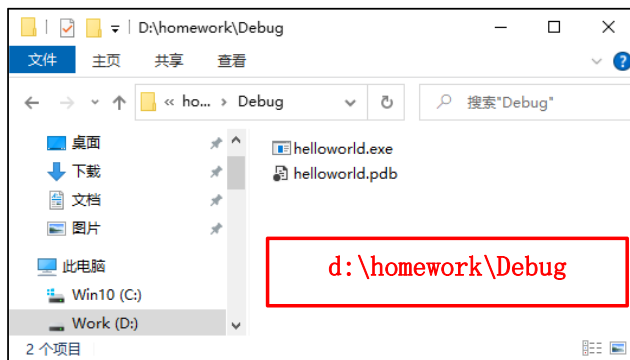 D:\homework\Debug
文件 主页 共享 查看
« ho... › Debug 搜索"Debug"
桌面
下载
文档
图片
此电脑
Win10 (C:)
Work (D:)
helloworld.exe
helloworld.pdb
d:\homework\Debug
2 个项目